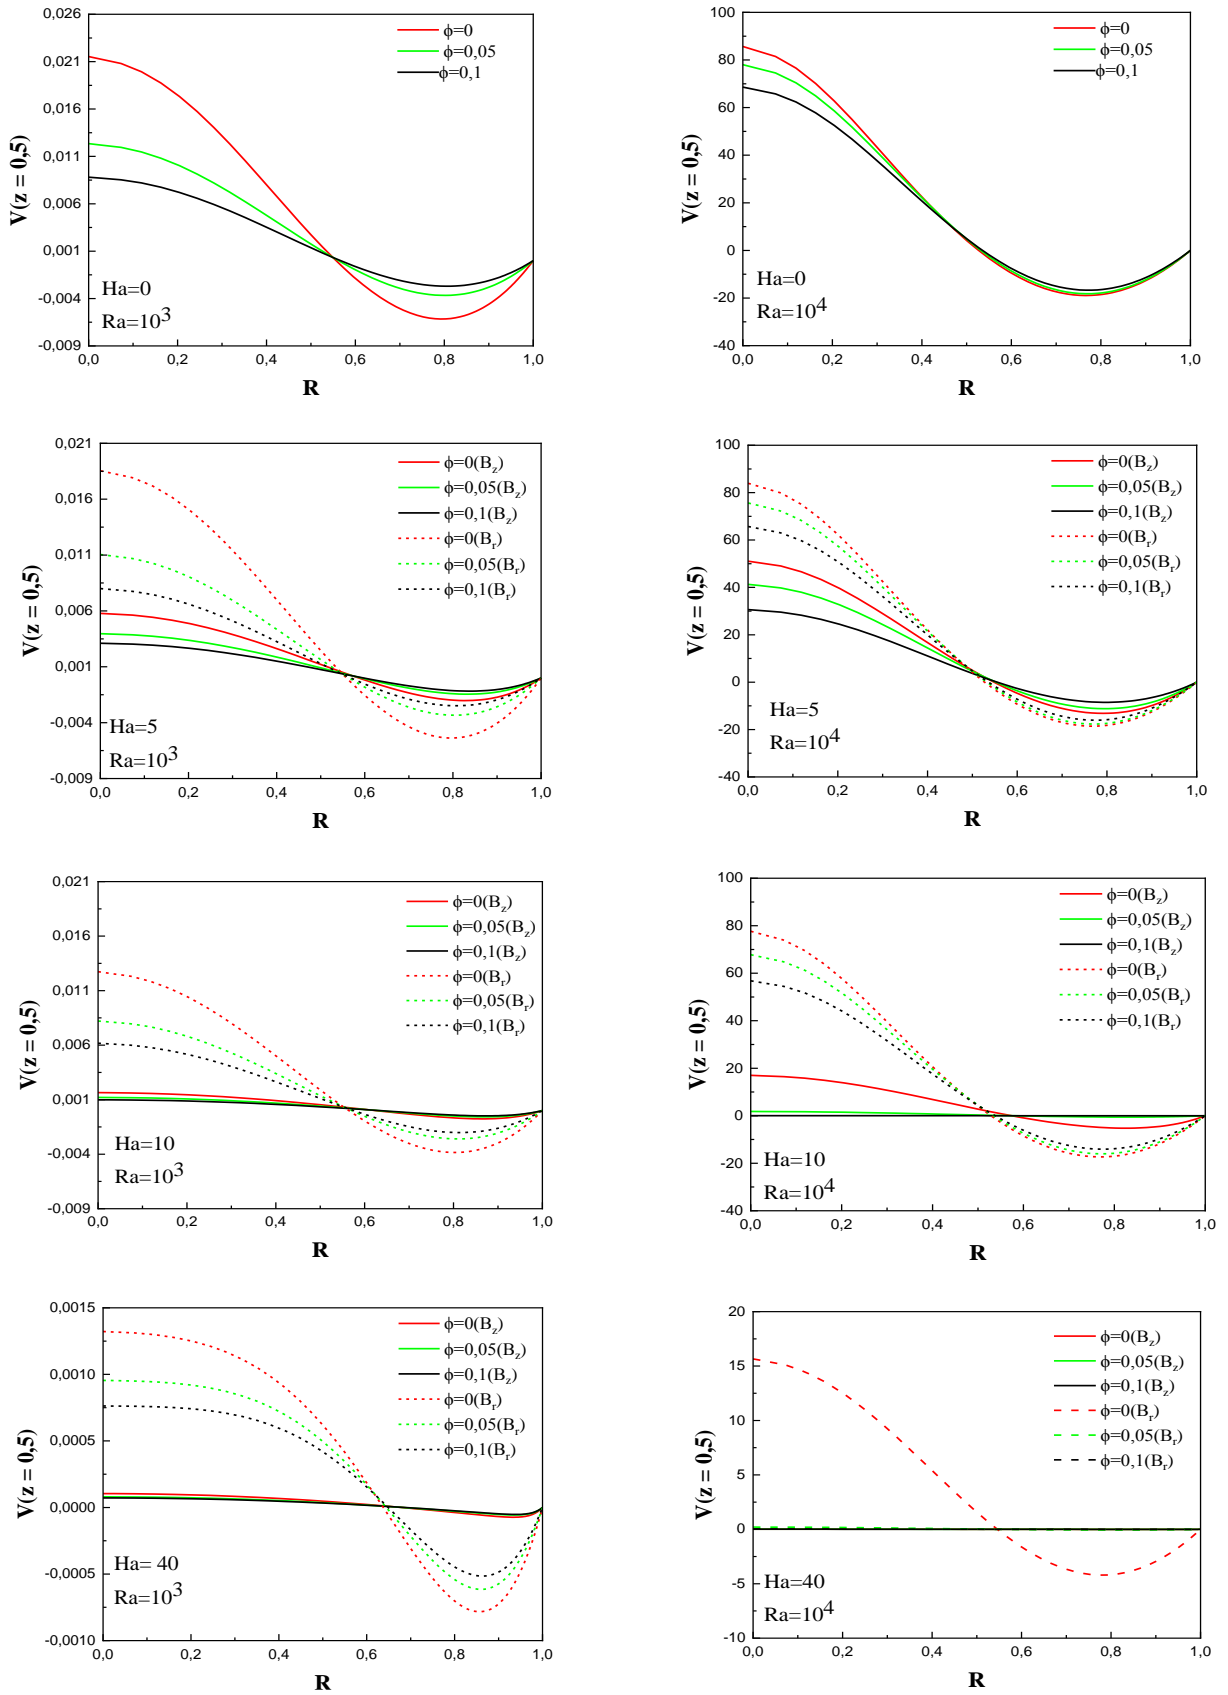 0,026
0,021
0,016
0,011
0,006
0,001
-0,004
-0,009
V(z = 0,5)
ϕ=0
ϕ=0,05
ϕ=0,1
Ha=0
Ra=10³
0,0 0,2 0,4 0,6 0,8 1,0
R
100
80
60
40
20
0
-20
-40
V(z = 0,5)
ϕ=0
ϕ=0,05
ϕ=0,1
Ha=0
Ra=10⁴
0,0 0,2 0,4 0,6 0,8 1,0
R
0,021
0,016
0,011
0,006
0,001
-0,004
-0,009
V(z = 0,5)
ϕ=0(B_z)
ϕ=0,05(B_z)
ϕ=0,1(B_z)
ϕ=0(B_r)
ϕ=0,05(B_r)
ϕ=0,1(B_r)
Ha=5
Ra=10³
0,0 0,2 0,4 0,6 0,8 1,0
R
100
80
60
40
20
0
-20
-40
V(z = 0,5)
ϕ=0(B_z)
ϕ=0,05(B_z)
ϕ=0,1(B_z)
ϕ=0(B_r)
ϕ=0,05(B_r)
ϕ=0,1(B_r)
Ha=5
Ra=10⁴
0,0 0,2 0,4 0,6 0,8 1,0
R
0,021
0,016
0,011
0,006
0,001
-0,004
-0,009
V(z = 0,5)
ϕ=0(B_z)
ϕ=0,05(B_z)
ϕ=0,1(B_z)
ϕ=0(B_r)
ϕ=0,05(B_r)
ϕ=0,1(B_r)
Ha=10
Ra=10³
0,0 0,2 0,4 0,6 0,8 1,0
R
100
80
60
40
20
0
-20
-40
V(z = 0,5)
ϕ=0(B_z)
ϕ=0,05(B_z)
ϕ=0,1(B_z)
ϕ=0(B_r)
ϕ=0,05(B_r)
ϕ=0,1(B_r)
Ha=10
Ra=10⁴
0,0 0,2 0,4 0,6 0,8 1,0
R
0,0015
0,0010
0,0005
0,0000
-0,0005
-0,0010
V(z = 0,5)
ϕ=0(B_z)
ϕ=0,05(B_z)
ϕ=0,1(B_z)
ϕ=0(B_r)
ϕ=0,05(B_r)
ϕ=0,1(B_r)
Ha= 40
Ra=10³
0,0 0,2 0,4 0,6 0,8 1,0
R
20
15
10
5
0
-5
-10
V(z = 0,5)
ϕ=0(B_z)
ϕ=0,05(B_z)
ϕ=0,1(B_z)
ϕ=0(B_r)
ϕ=0,05(B_r)
ϕ=0,1(B_r)
Ha=40
Ra=10⁴
0,0 0,2 0,4 0,6 0,8 1,0
R